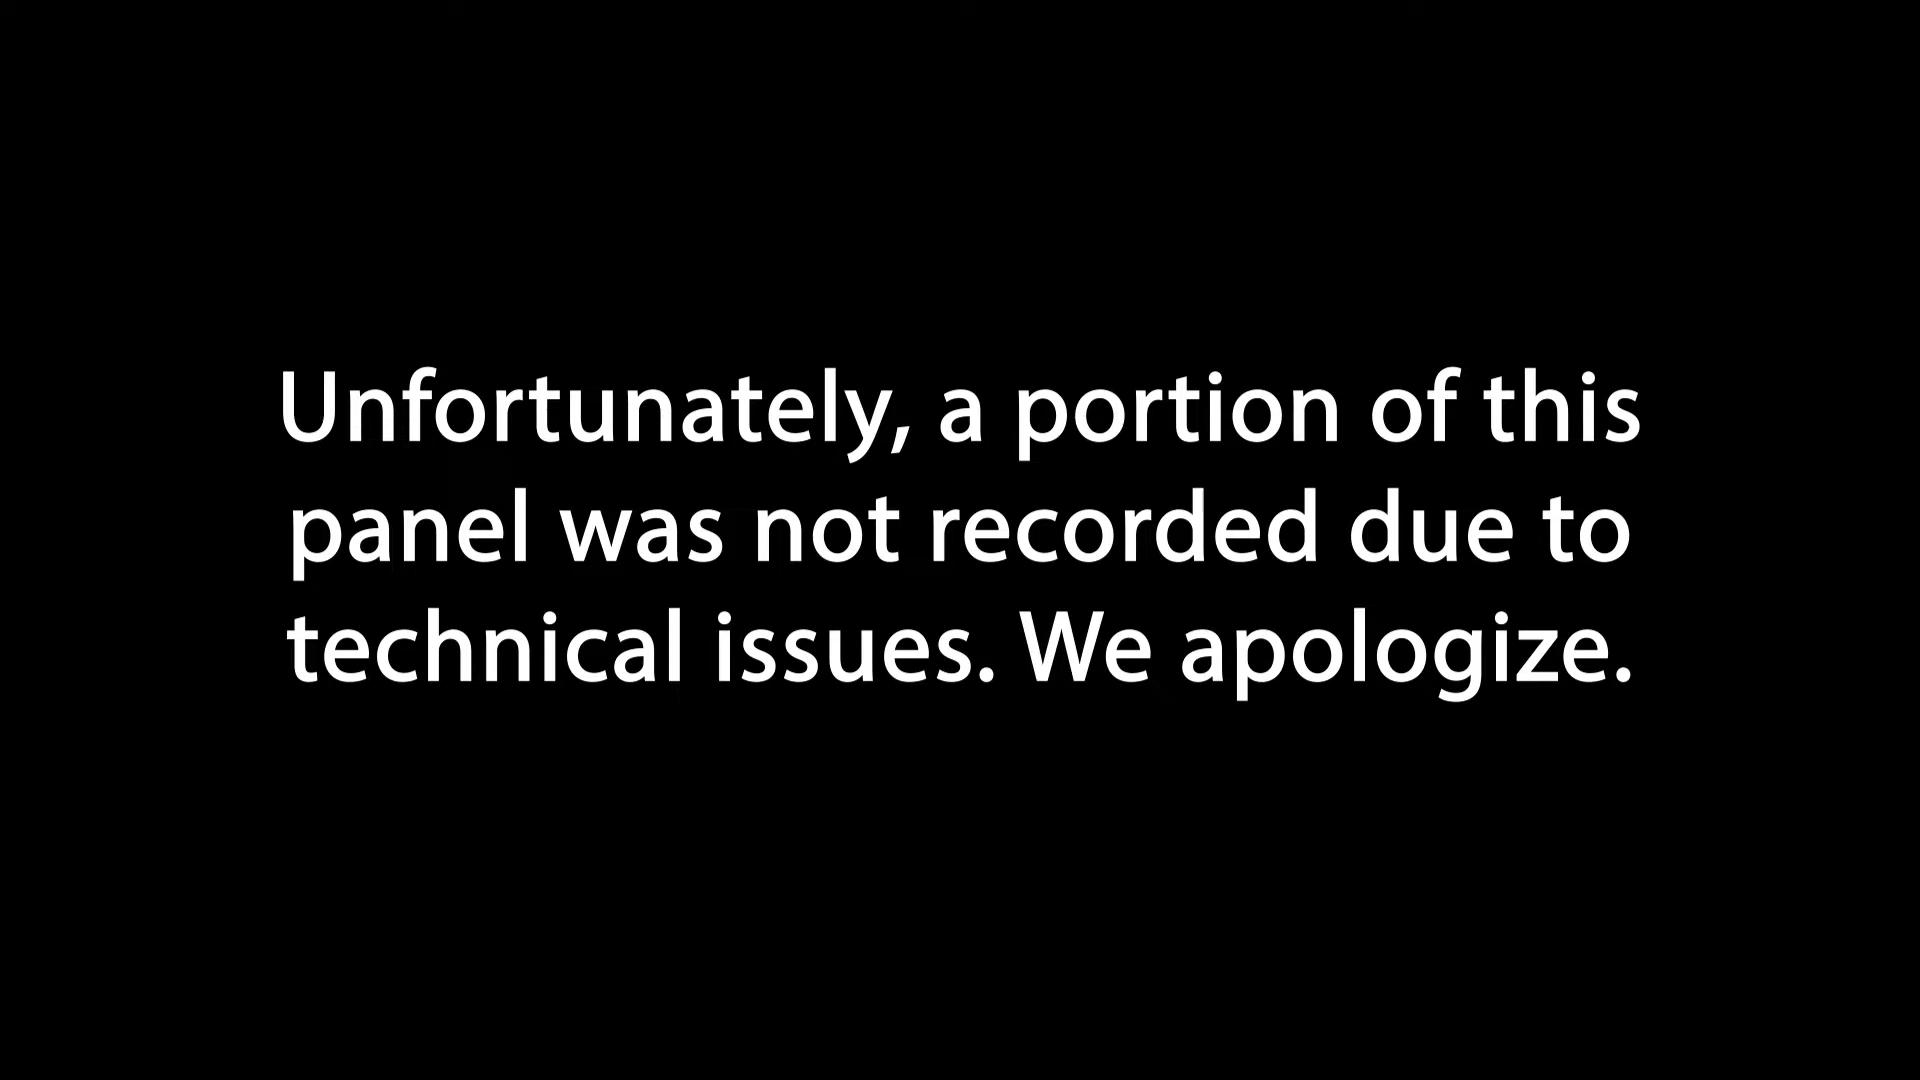 Unfortunately, a portion of this
panel was not recorded due to
technical issues. We apologize.